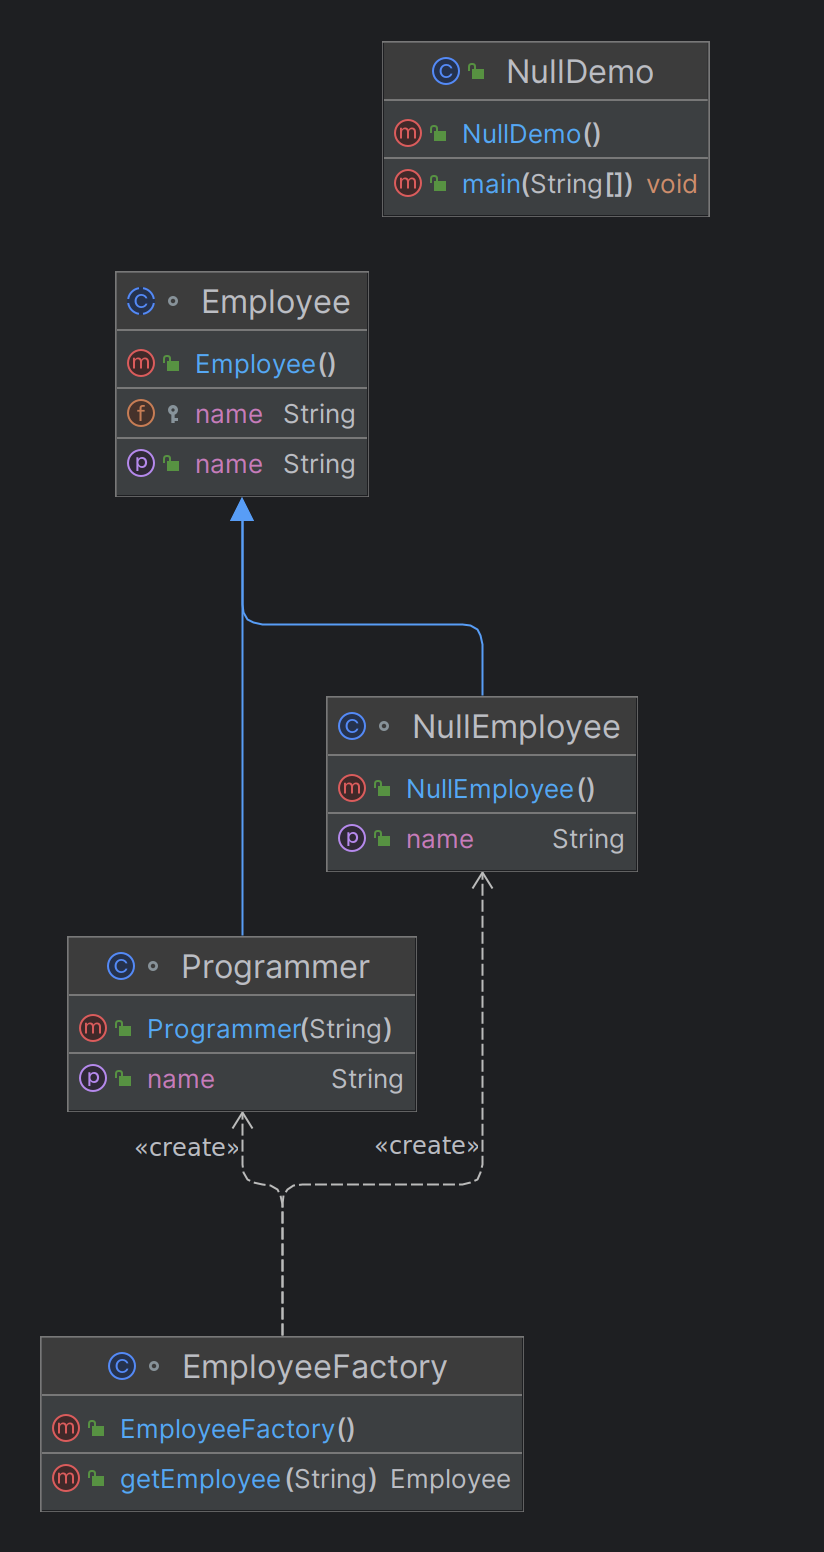 NullDemo
NullDemo()
main(String[]) void
Employee
Employee()
name String
name String
NullEmployee
NullEmployee()
name String
Programmer
Programmer(String)
name String
«create»
«create»
EmployeeFactory
EmployeeFactory()
getEmployee(String) Employee